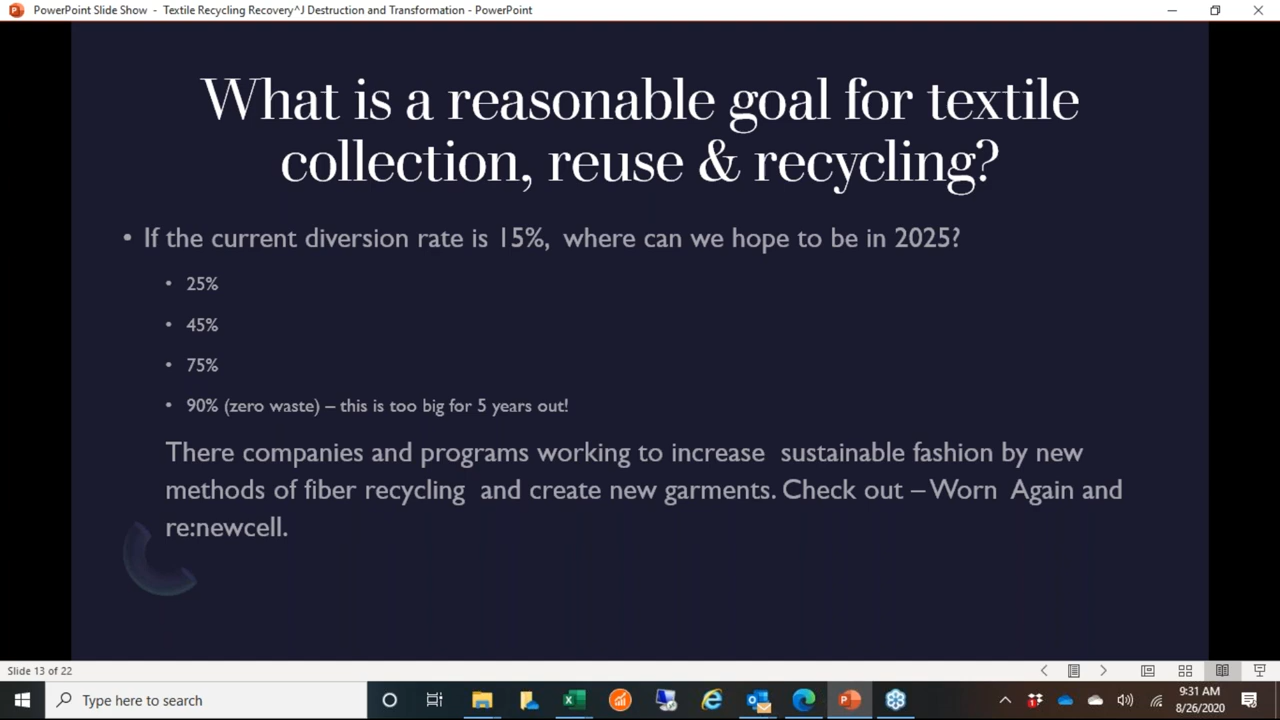 PowerPoint Slide Show - Textile Recycling Recovery^J Destruction and Transformation - PowerPoint
What is a reasonable goal for textile
collection, reuse & recycling?
• If the current diversion rate is 15%, where can we hope to be in 2025?
• 25%
• 45%
• 75%
• 90% (zero waste) – this is too big for 5 years out!
There companies and programs working to increase sustainable fashion by new
methods of fiber recycling and create new garments. Check out – Worn Again and
re:newcell.
Slide 13 of 22
Type here to search
9:31 AM
8/26/2020